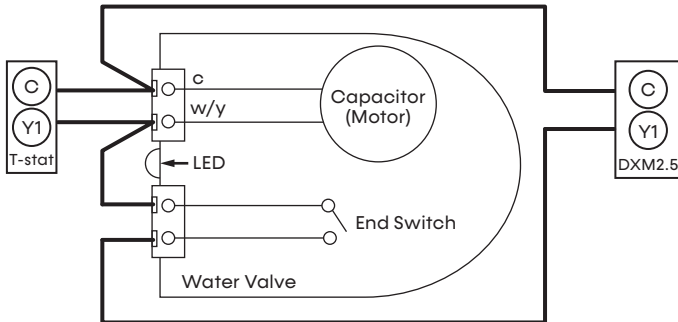 C
Y1
T-stat
c
w/y
Capacitor
(Motor)
LED
End Switch
Water Valve
C
Y1
DXM2.5